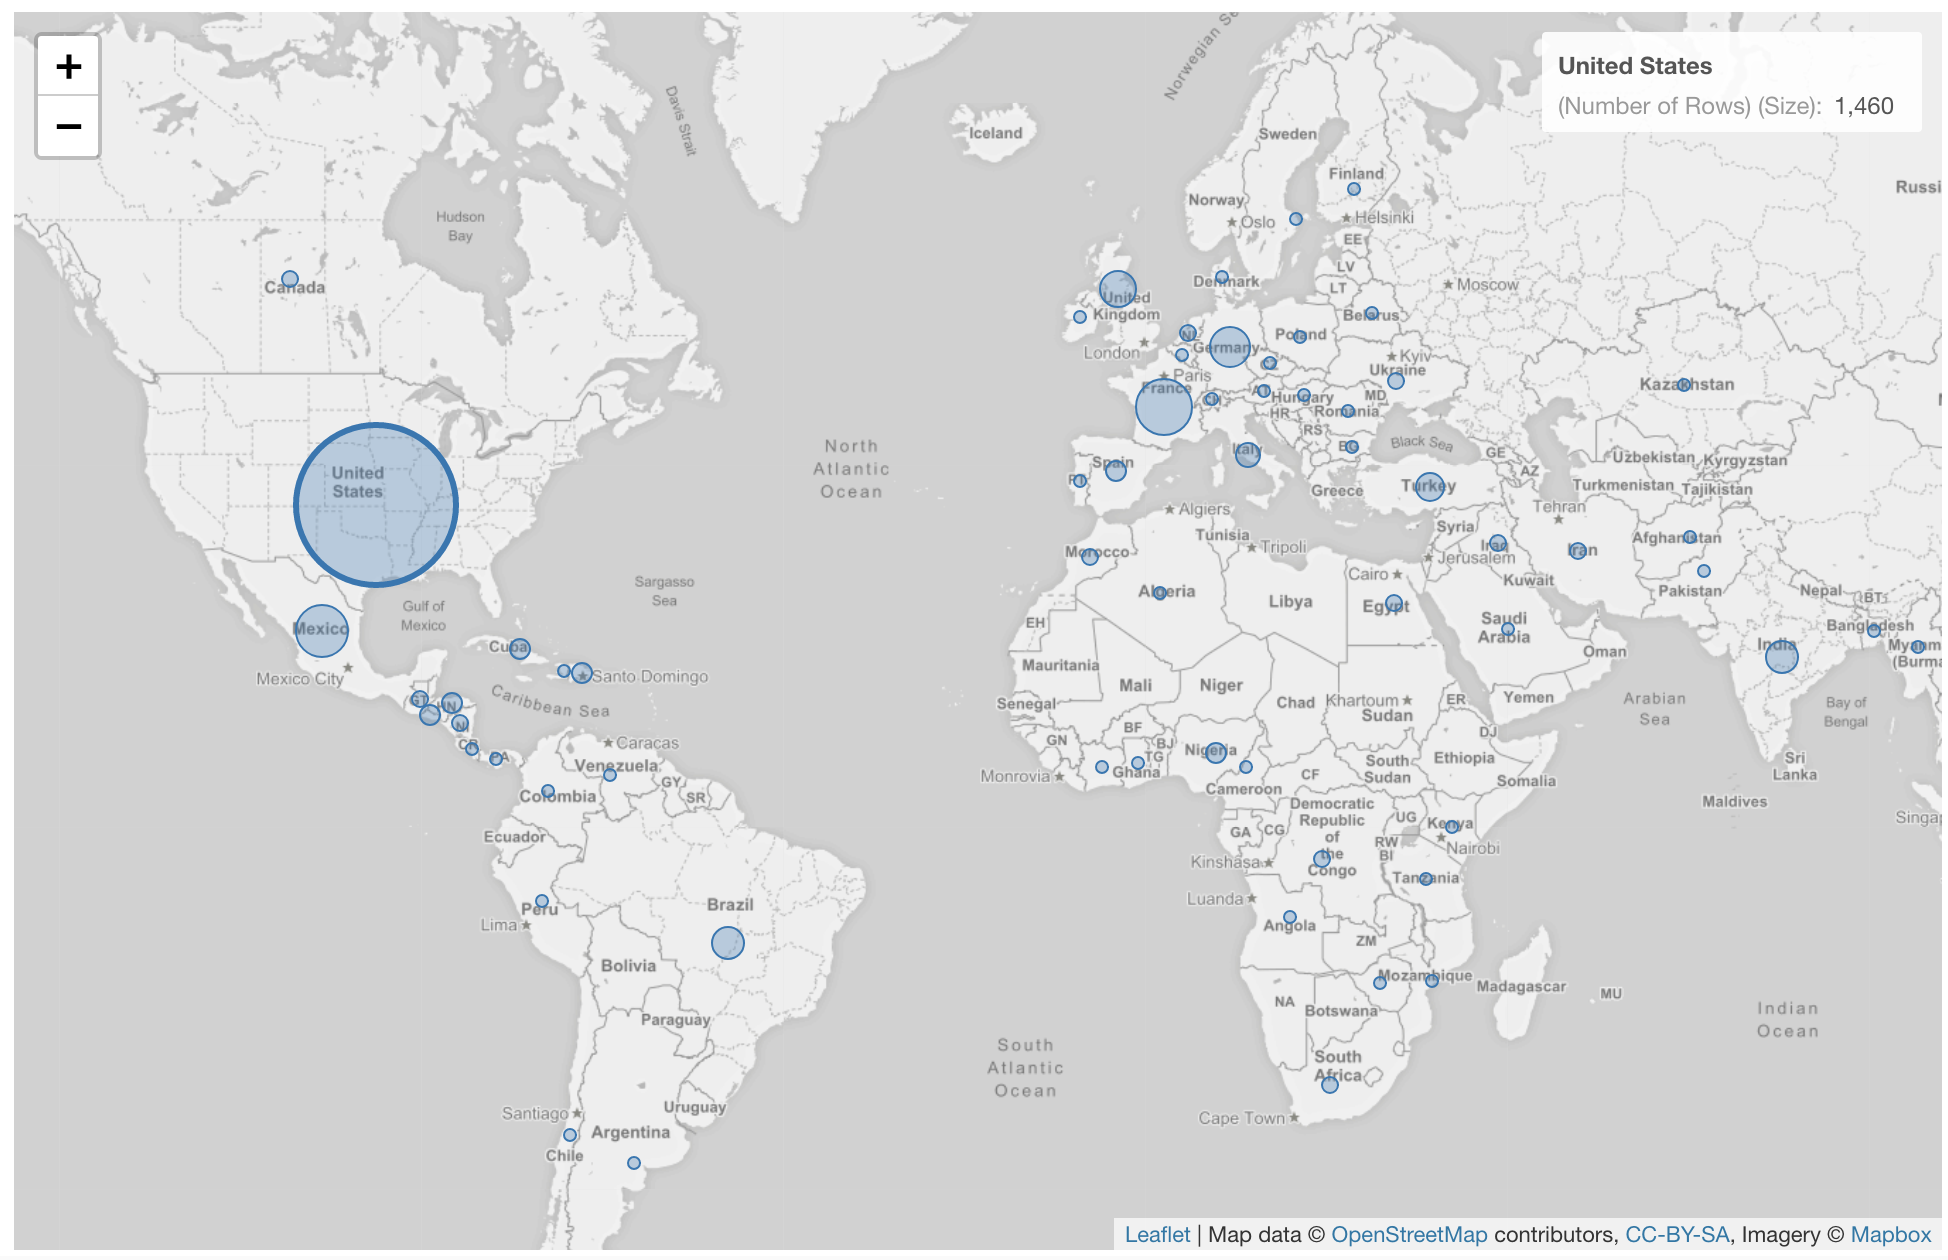 +
−
United States
(Number of Rows) (Size): 1,460
Norwegian Se
Davis Strait
Iceland
Sweden
Finland
Norway
Oslo
Helsinki
Russi
Hudson
Bay
EE
LV
LT
Canada
Denmark
Moscow
United
Kingdom
Belarus
London
NL
Germany
Poland
CZ
Kyiv
Ukraine
Paris
France
CH
AT
Hungary
MD
Kazakhstan
HR
Romania
RS
BG
Black Sea
Italy
Spain
PT
GE
AZ
Uzbekistan
Kyrgyzstan
Turkmenistan
Tajikistan
Greece
Turkey
United
States
North
Atlantic
Ocean
Algiers
Tunisia
Tripoli
Syria
Tehran
Morocco
Iraq
Iran
Afghanistan
Jerusalem
Cairo
Kuwait
Pakistan
Nepal
BT
Sargasso
Sea
Gulf of
Mexico
Algeria
Libya
Egypt
Saudi
Arabia
Bangladesh
EH
Mexico
Cuba
India
Myanm
(Burma
Oman
Mauritania
Mexico City
Santo Domingo
Mali
Niger
Chad
Khartoum
Sudan
ER
Yemen
Arabian
Sea
Bay of
Bengal
GT
HN
NI
Caribbean Sea
Senegal
BF
GN
BJ
TG
Nigeria
DJ
CR
PA
Caracas
Venezuela
Monrovia
Ghana
Cameroon
CF
South
Sudan
Ethiopia
Somalia
Sri
Lanka
Colombia
GY
SR
Maldives
Singap
Ecuador
GA
CG
Democratic
Republic
of
the
Congo
UG
RW
BI
Kenya
Nairobi
Kinshasa
Tanzania
Luanda
Peru
Lima
Brazil
Angola
ZM
Bolivia
Mozambique
Madagascar
MU
NA
Botswana
Indian
Ocean
Paraguay
South
Atlantic
Ocean
South
Africa
Santiago
Uruguay
Cape Town
Argentina
Chile
Leaflet | Map data © OpenStreetMap contributors, CC-BY-SA, Imagery © Mapbox